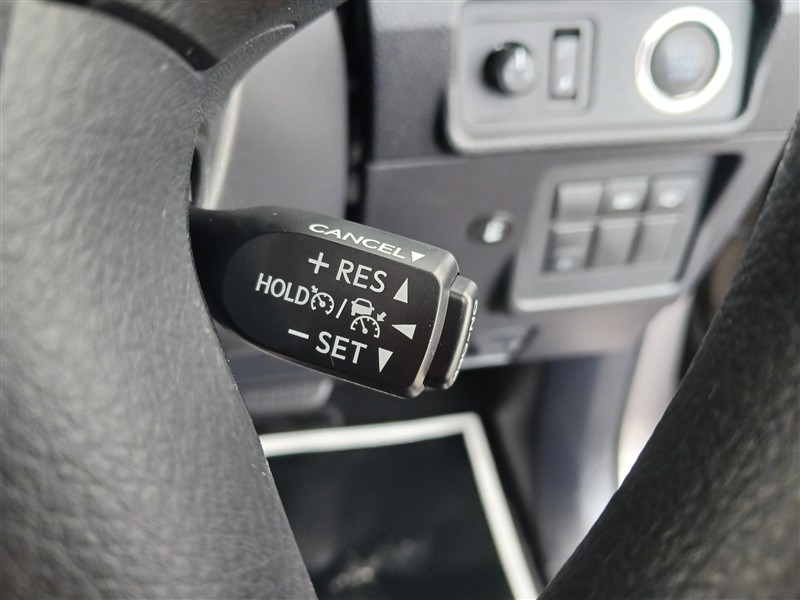 CANCEL▼
+ RES ▲
HOLD / ◀
− SET ▼